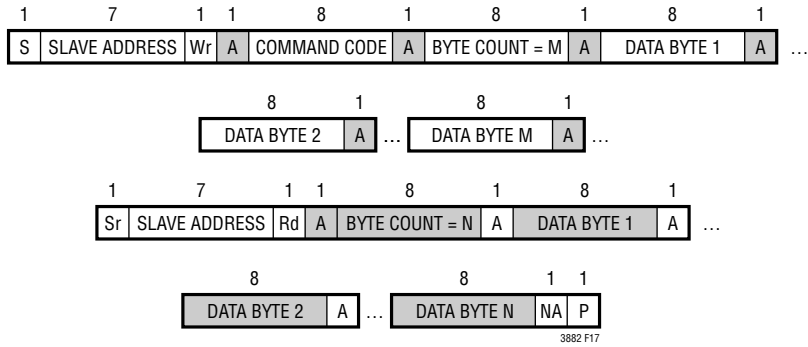 1 7 1 1 8 1 8 1 8 1
S SLAVE ADDRESS Wr A COMMAND CODE A BYTE COUNT = M A DATA BYTE 1 A …
8 1 8 1
DATA BYTE 2 A … DATA BYTE M A …
1 7 1 1 8 1 8 1
Sr SLAVE ADDRESS Rd A BYTE COUNT = N A DATA BYTE 1 A …
8 1 8 1 1
DATA BYTE 2 A … DATA BYTE N NA P
3882 F17